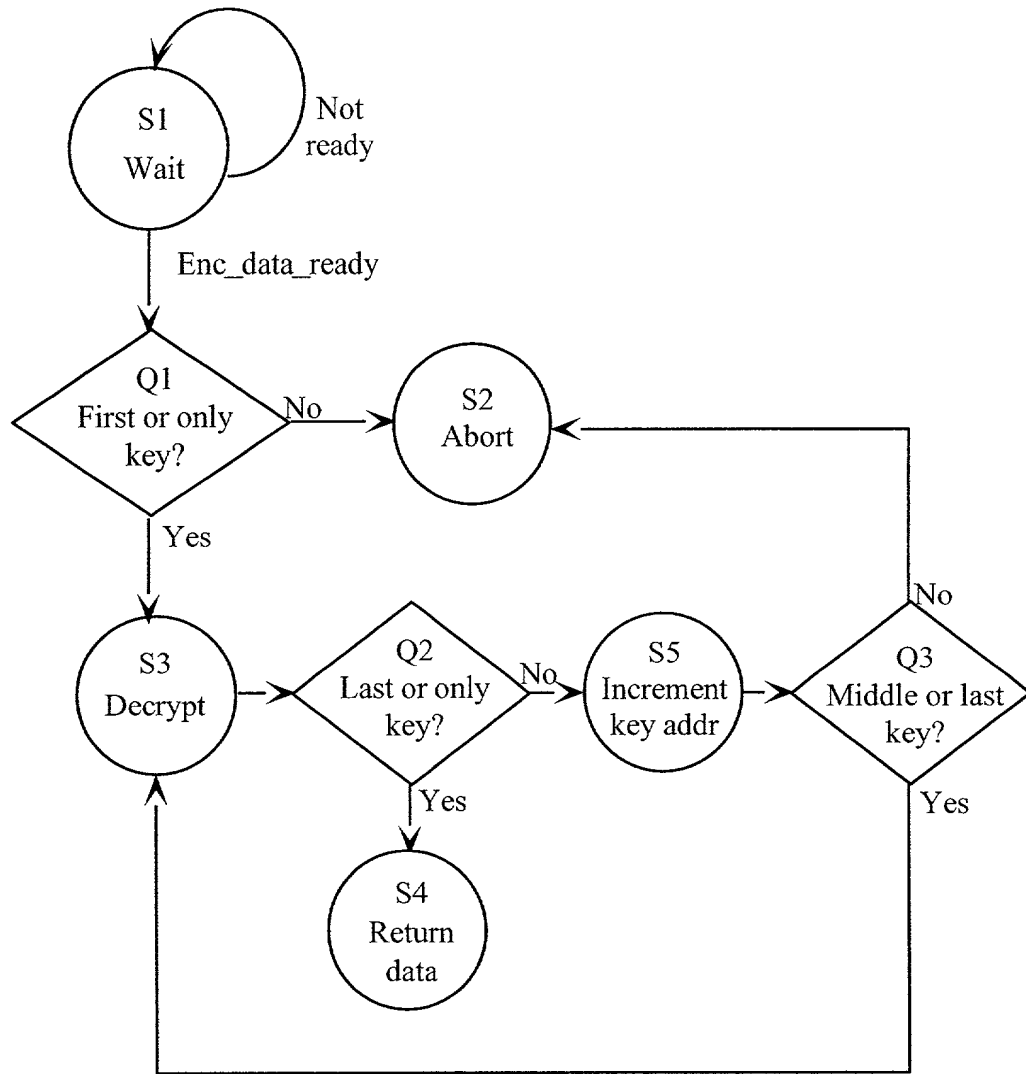 S1
Wait
Not
ready
Enc_data_ready
Q1
First or only
key?
No
S2
Abort
Yes
S3
Decrypt
Q2
Last or only
key?
No
S5
Increment
key addr
No
Q3
Middle or last
key?
Yes
Yes
S4
Return
data